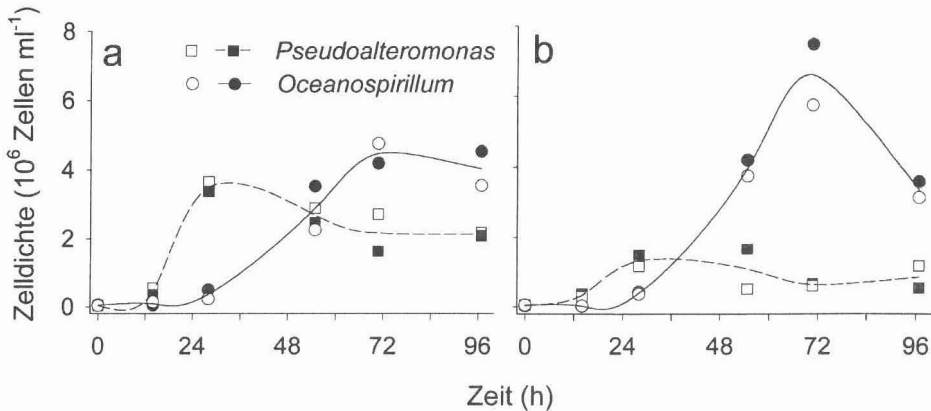 a
Pseudoalteromonas
Oceanospirillum
b
Zelldichte (10⁶ Zellen ml⁻¹)
8
6
4
2
0
0 24 48 72 96
0 24 48 72 96
Zeit (h)